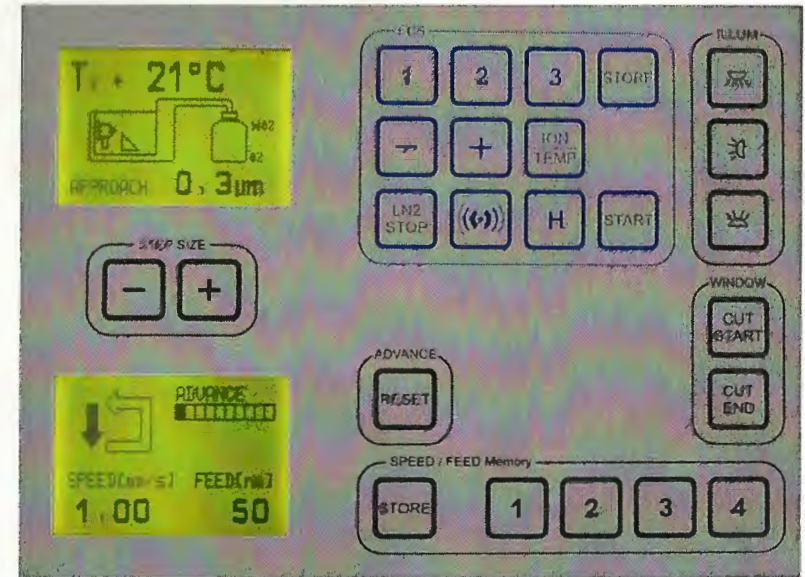 ILLUM
1 2 3 STORE
− + ION
TEMP
LN2
STOP H START
21°C
APPROACH 0,3µm
STEP SIZE
− +
WINDOW
CUT
START
CUT
END
ADVANCE
RESET
ADVANCE
SPEED[mm/s] FEED[nm]
1,00 50
SPEED / FEED Memory
STORE 1 2 3 4